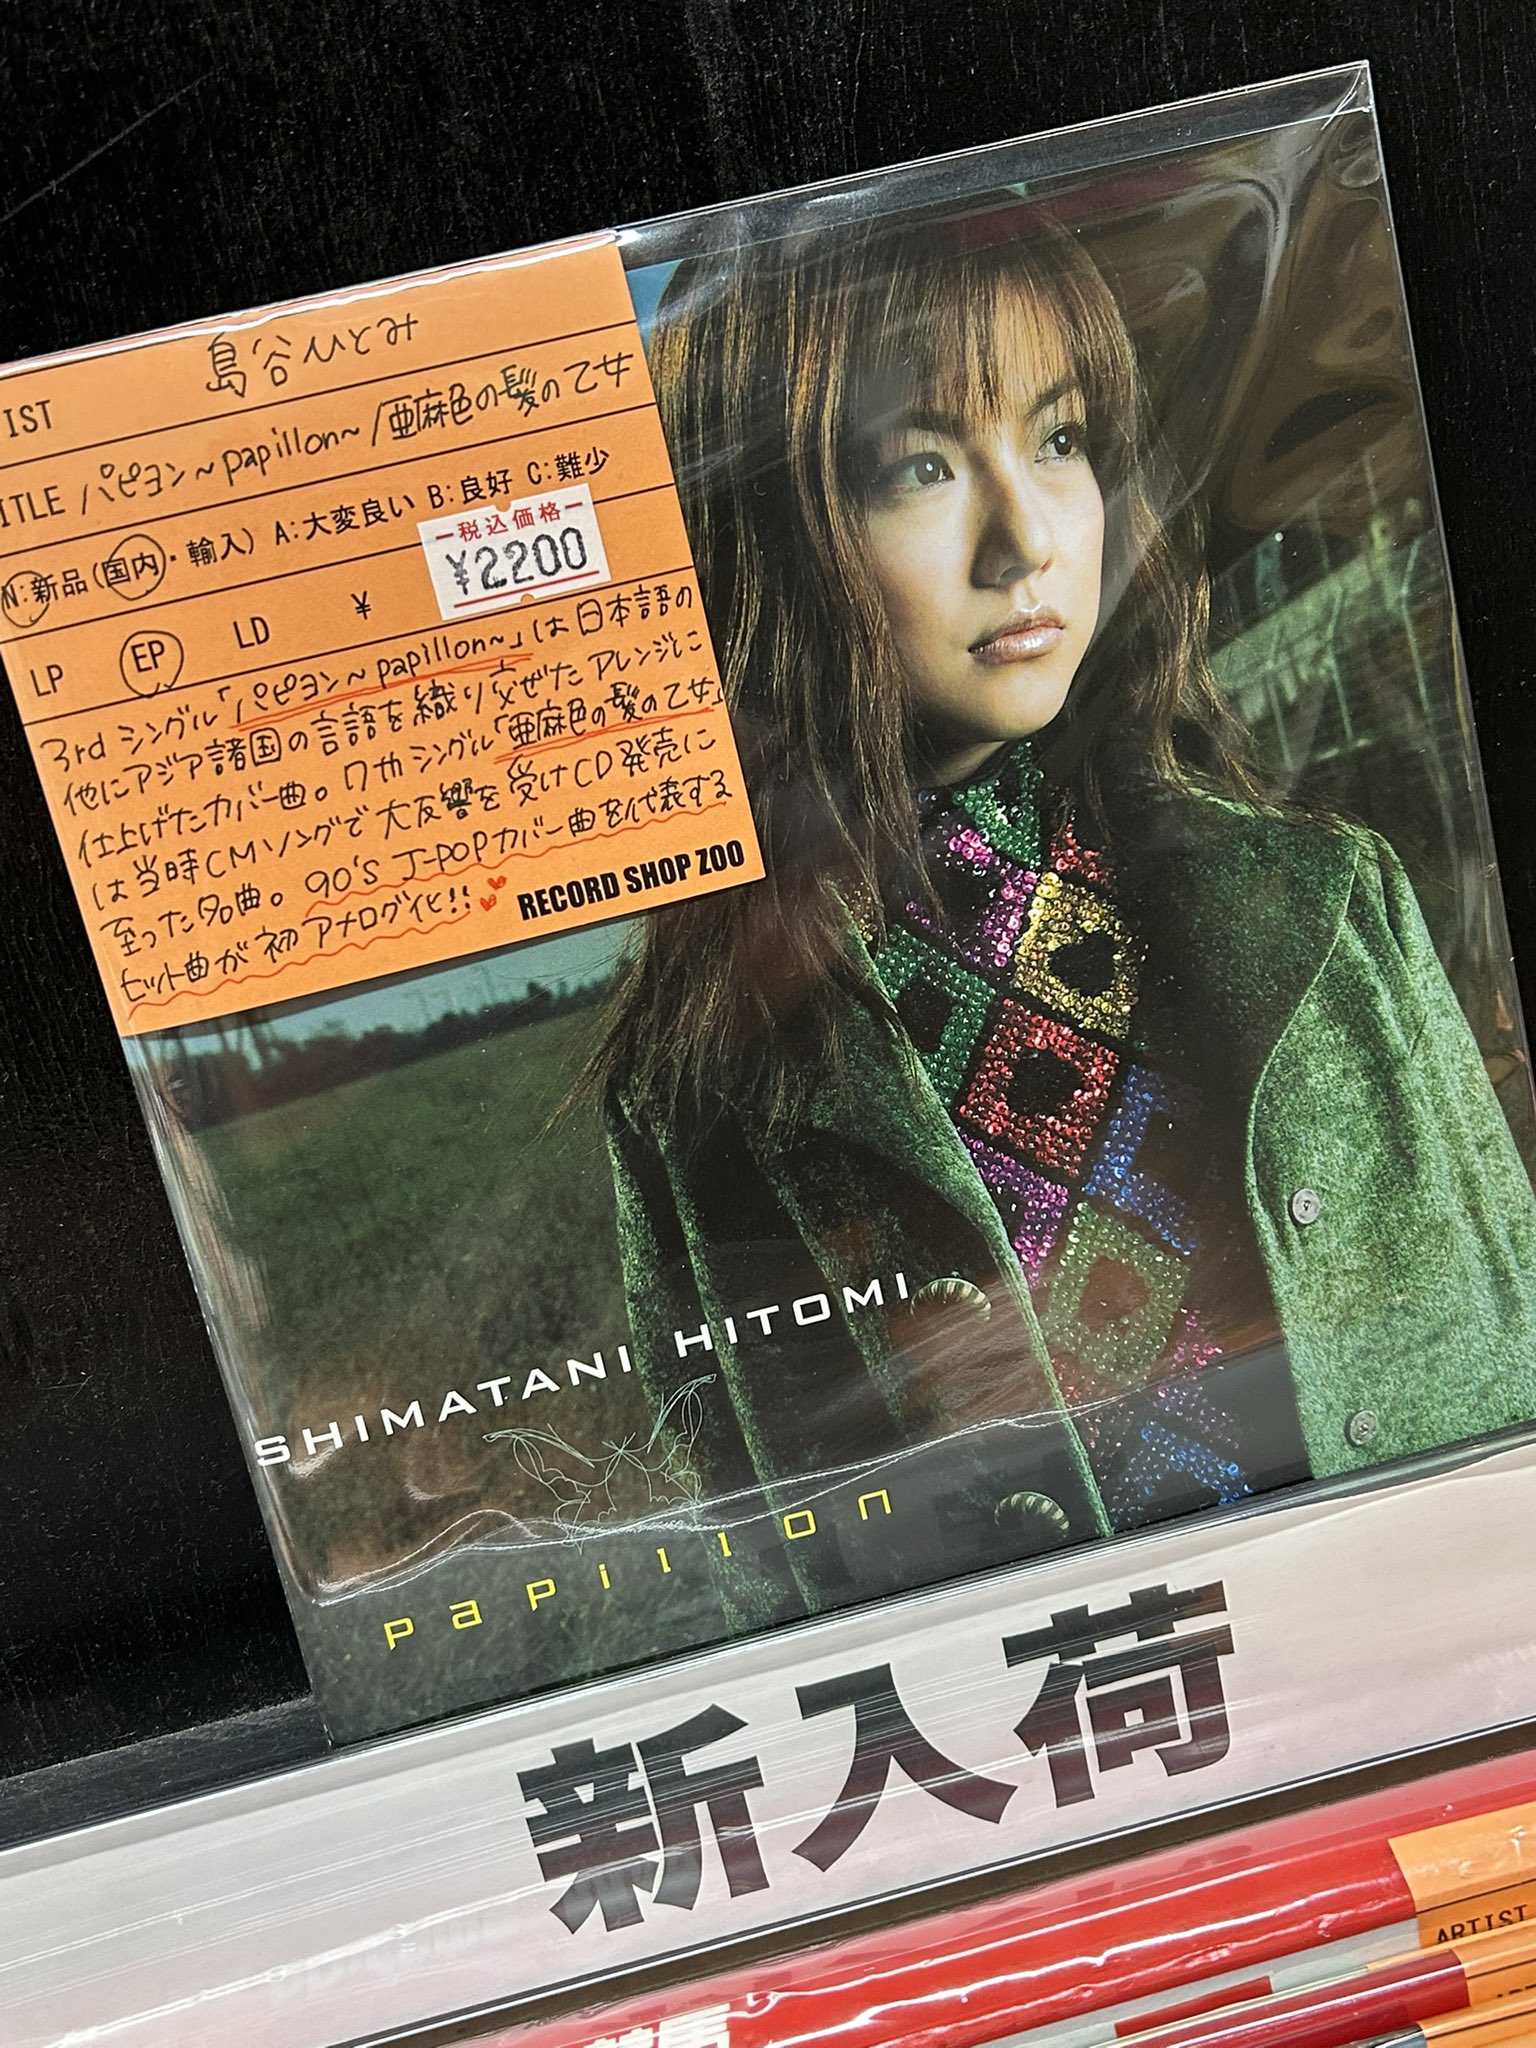 島谷ひとみ
IST
ITLE パピヨン～papillon～/亜麻色の髪の乙女
N:新品(国内・輸入) A:大変良い B:良好 C:難少
LP EP LD ¥
税込価格
¥2200
3rd シングル「パピヨン～papillon～」は日本語の
他にアジア諸国の言語を織り交ぜたアレンジに
仕上げたカバー曲。7thシングル「亜麻色の髪の乙女」
は当時CMソングで大反響を受けCD発売に
至った名曲。90's J-POPカバー曲を代表する
ヒット曲が初アナログ化!!
RECORD SHOP ZOO
SHIMATANI HITOMI
papillon
新入荷
ARTIST